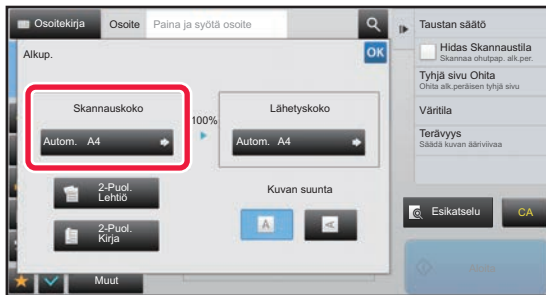 Osoitekirja
Osoite
Paina ja syötä osoite
Alkup.
OK
Skannauskoko
100%
Lähetyskoko
Autom. A4
Autom. A4
2-Puol.
Lehtiö
2-Puol.
Kirja
Kuvan suunta
A
A
Muut
Taustan säätö
Hidas Skannaustila
Skannaa ohutpap. alk.per.
Tyhjä sivu Ohita
Ohita alk.peräisen tyhjä sivu
Väritila
Terävyys
Säädä kuvan ääriviivaa
Esikatselu
CA